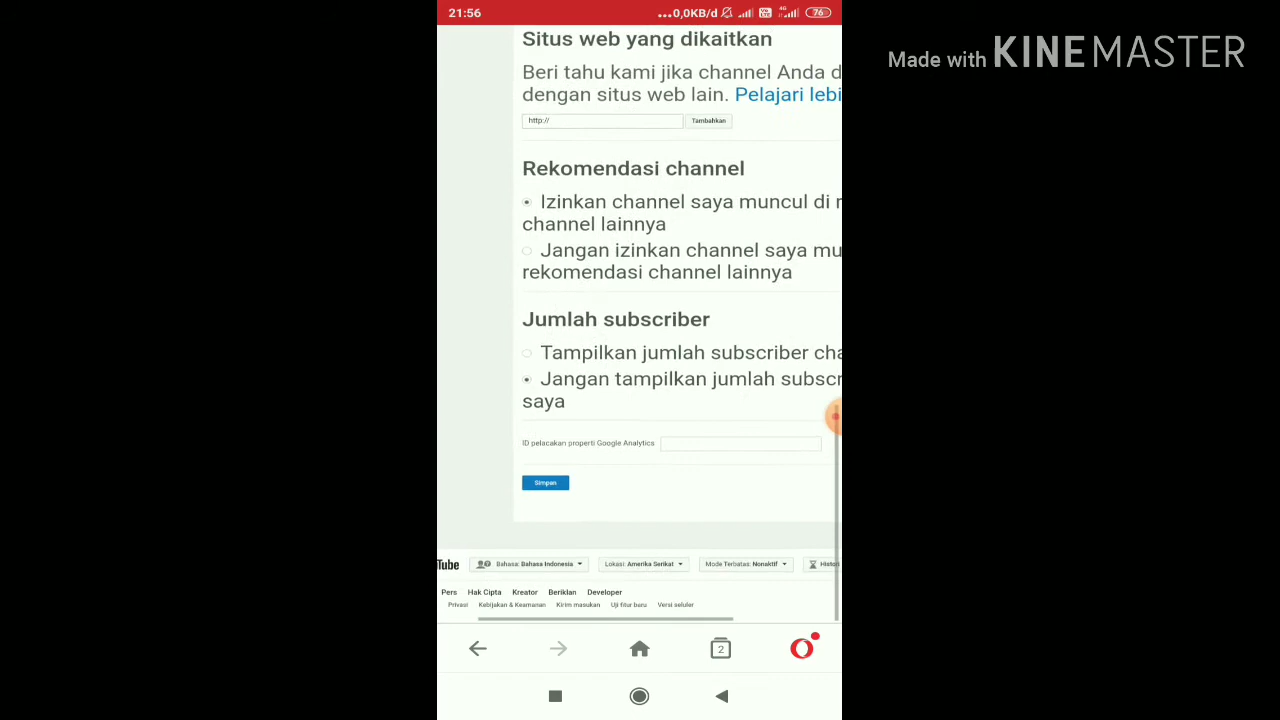 21:56
...0,0KB/d
4G
76
Made with KINEMASTER
Situs web yang dikaitkan
Beri tahu kami jika channel Anda d
dengan situs web lain. Pelajari lebi
http://
Tambahkan
Rekomendasi channel
Izinkan channel saya muncul di r
channel lainnya
Jangan izinkan channel saya mu
rekomendasi channel lainnya
Jumlah subscriber
Tampilkan jumlah subscriber cha
Jangan tampilkan jumlah subscr
saya
ID pelacakan properti Google Analytics
Simpan
Tube
Bahasa: Bahasa Indonesia
Lokasi: Amerika Serikat
Mode Terbatas: Nonaktif
Histori
Pers Hak Cipta Kreator Beriklan Developer
Privasi Kebijakan & Keamanan Kirim masukan Uji fitur baru Versi seluler
2